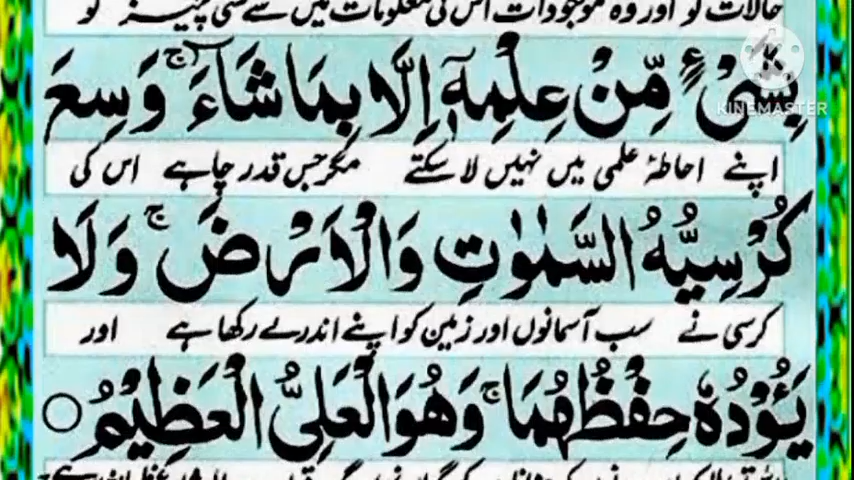 حالات کو اور وہ موجودات اس کی معلومات میں سے کسی چیز کو
بِشَیْءٍ مِّنْ عِلْمِهٖۤ اِلَّا بِمَا شَآءَ ۚ وَسِعَ
KINEMASTER
اپنے احاطۂ علمی میں نہیں لا سکتے مگر جس قدر چاہے اس کی
كُرْسِیُّهُ السَّمٰوٰتِ وَالْاَرْضَ ۚ وَلَا
کرسی نے سب آسمانوں اور زمین کو اپنے اندر لے رکھا ہے اور
یَـُٔوْدُهٗ حِفْظُهُمَا ۚ وَهُوَ الْعَلِیُّ الْعَظِیْمُ ○